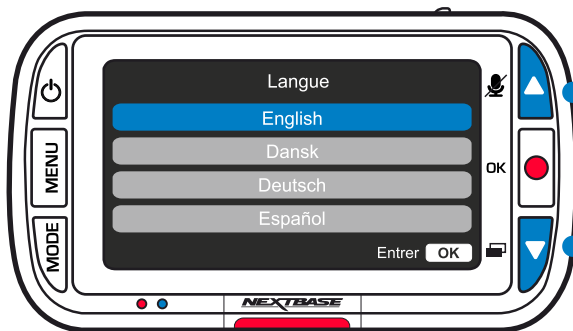 Langue
English
Dansk
Deutsch
Español
Entrer OK
MENU
MODE
OK
NEXTBASE